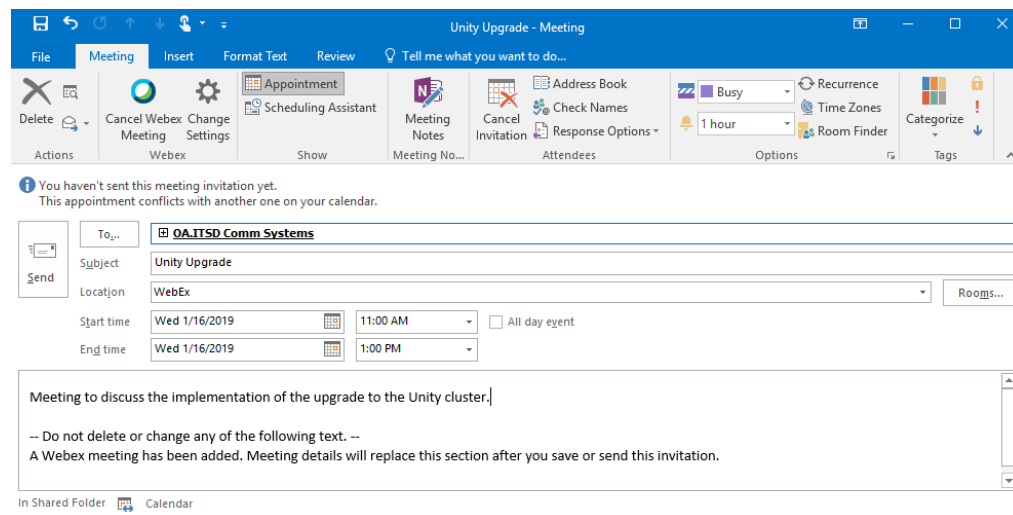 Unity Upgrade - Meeting
File Meeting Insert Format Text Review Tell me what you want to do...
Delete
Cancel Webex Meeting
Change Settings
Appointment
Scheduling Assistant
Meeting Notes
Cancel Invitation
Address Book
Check Names
Response Options
Busy
1 hour
Recurrence
Time Zones
Room Finder
Categorize
Actions Webex Show Meeting No... Attendees Options Tags
You haven't sent this meeting invitation yet.
This appointment conflicts with another one on your calendar.
Send
To... OA.ITSD Comm Systems
Subject Unity Upgrade
Location WebEx Rooms...
Start time Wed 1/16/2019 11:00 AM All day event
End time Wed 1/16/2019 1:00 PM
Meeting to discuss the implementation of the upgrade to the Unity cluster.
-- Do not delete or change any of the following text. --
A Webex meeting has been added. Meeting details will replace this section after you save or send this invitation.
In Shared Folder Calendar